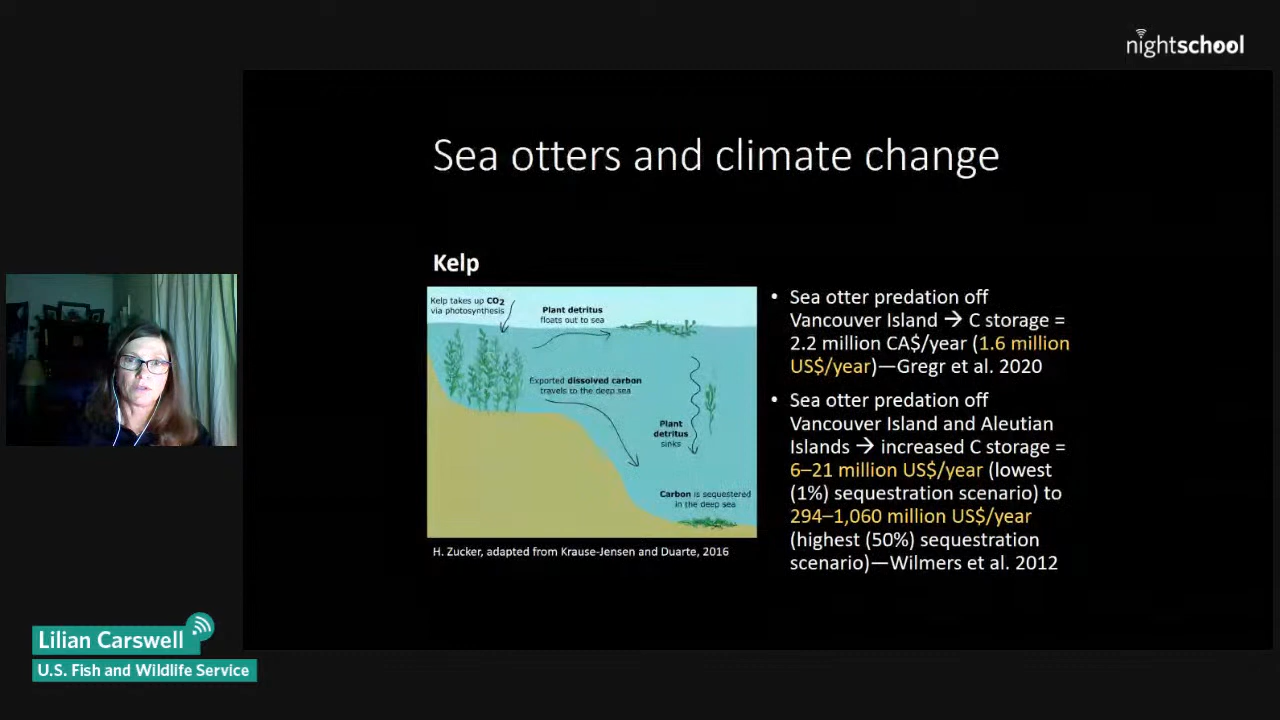 nightschool
Sea otters and climate change
Kelp
Kelp takes up CO2
via photosynthesis
Plant detritus
floats out to sea
Exported dissolved carbon
travels to the deep sea
Plant
detritus
sinks
Carbon is sequestered
in the deep sea
H. Zucker, adapted from Krause-Jensen and Duarte, 2016
• Sea otter predation off
Vancouver Island → C storage =
2.2 million CA$/year (1.6 million
US$/year)—Gregr et al. 2020
• Sea otter predation off
Vancouver Island and Aleutian
Islands → increased C storage =
6–21 million US$/year (lowest
(1%) sequestration scenario) to
294–1,060 million US$/year
(highest (50%) sequestration
scenario)—Wilmers et al. 2012
Lilian Carswell
U.S. Fish and Wildlife Service